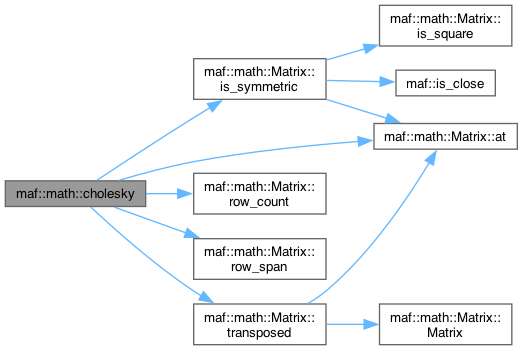 maf::math::cholesky
maf::math::Matrix::
is_symmetric
maf::math::Matrix::
is_square
maf::is_close
maf::math::Matrix::at
maf::math::Matrix::
row_count
maf::math::Matrix::
row_span
maf::math::Matrix::
transposed
maf::math::Matrix::
Matrix